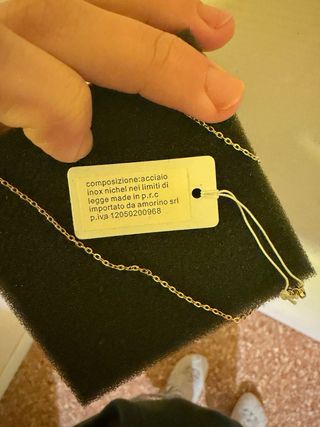 composizione:acciaio
inox nichel nei limiti di
legge made in p.r.c
importato da amorino srl
p.iva 12050200968